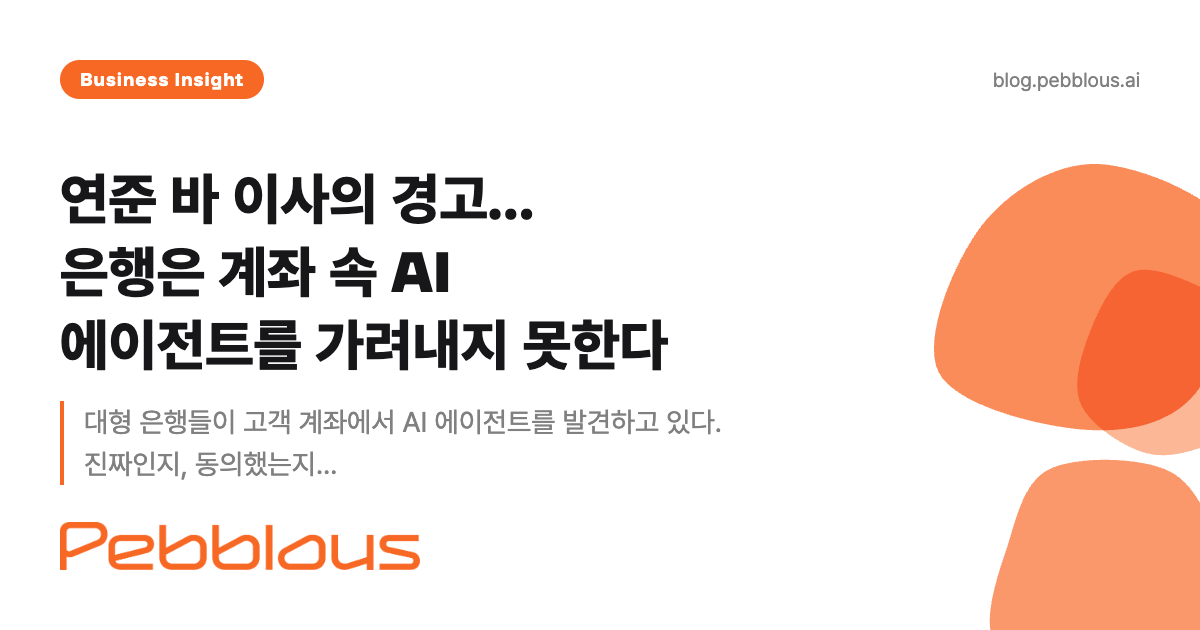 Business Insight
blog.pebblous.ai
연준 바 이사의 경고...
은행은 계좌 속 AI
에이전트를 가려내지 못한다
대형 은행들이 고객 계좌에서 AI 에이전트를 발견하고 있다.
진짜인지, 동의했는지...
Pebblous